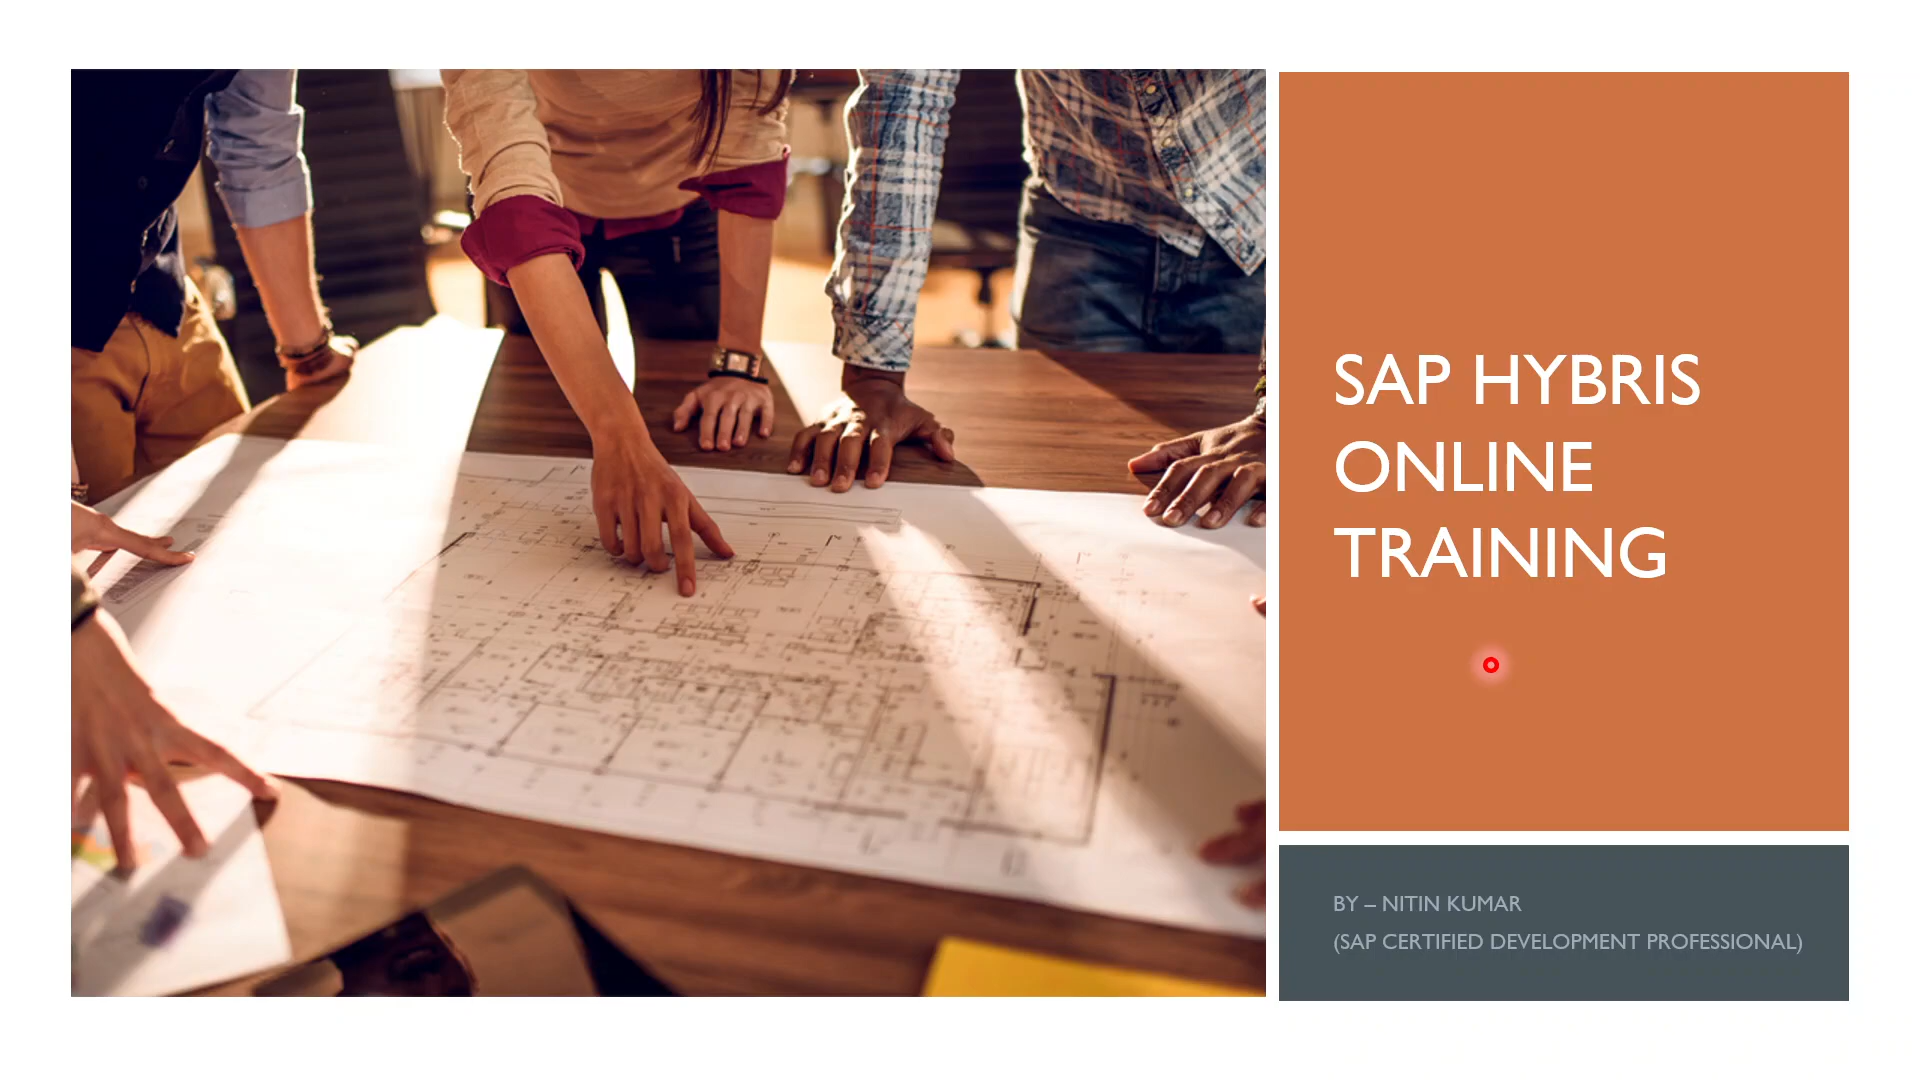 SAP HYBRIS
ONLINE
TRAINING
BY – NITIN KUMAR
(SAP CERTIFIED DEVELOPMENT PROFESSIONAL)